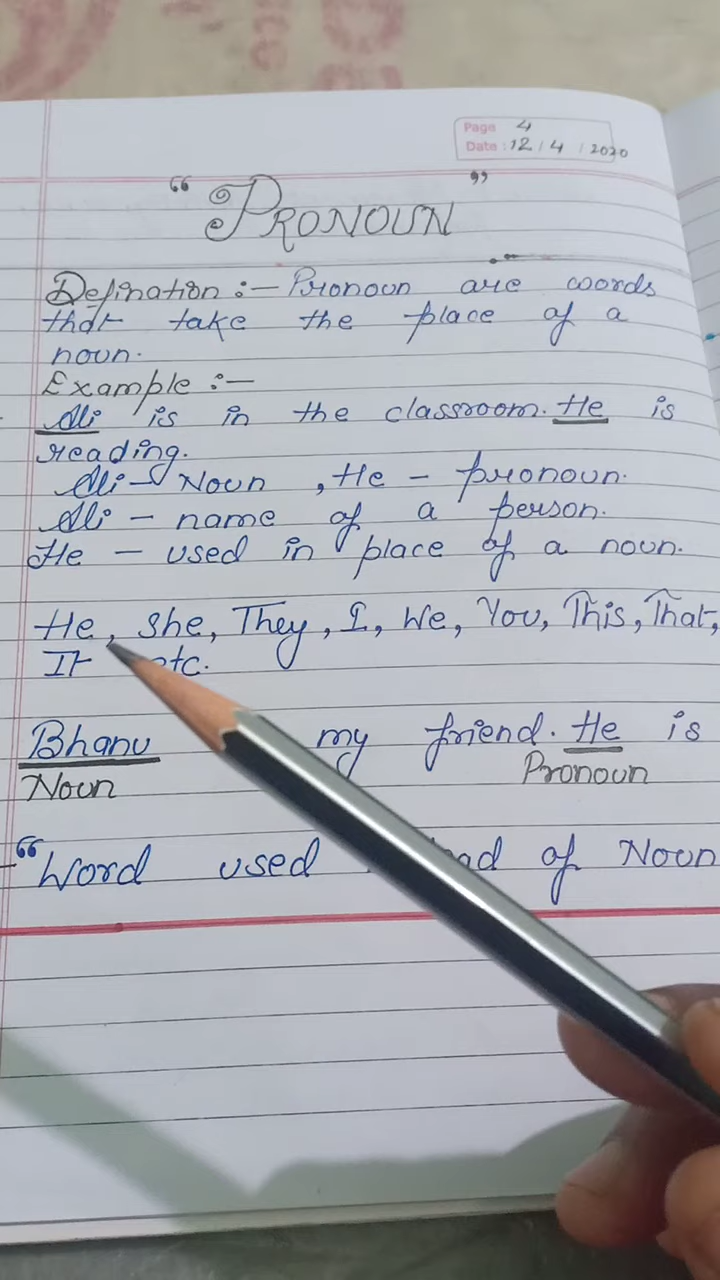 Page 4
Date : 12 / 4 / 2020
“ PRONOUN ”
Defination :- Pronoun are words
that take the place of a
noun.
Example :-
Ali is in the classroom. He is
reading.
Ali - Noun , He - pronoun.
Ali - name of a person.
He - used in place of a noun.
He, She, They, I, We, You, This, That,
It etc.
Bhanu my friend. He is
Noun Pronoun
“Word used of Noun